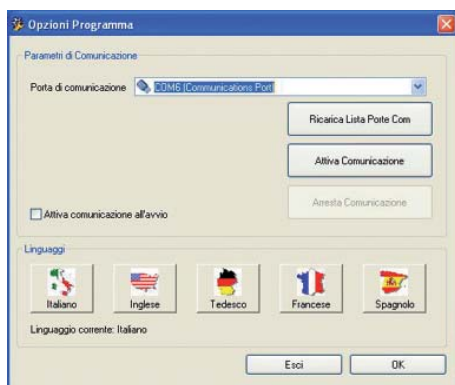 Opzioni Programma
Parametri di Comunicazione
Porta di comunicazione COM6 (Communications Port)
Ricarica Lista Porte Com
Attiva Comunicazione
Arresta Comunicazione
Attiva comunicazione all'avvio
Linguaggi
Italiano Inglese Tedesco Francese Spagnolo
Linguaggio corrente: Italiano
Esci OK